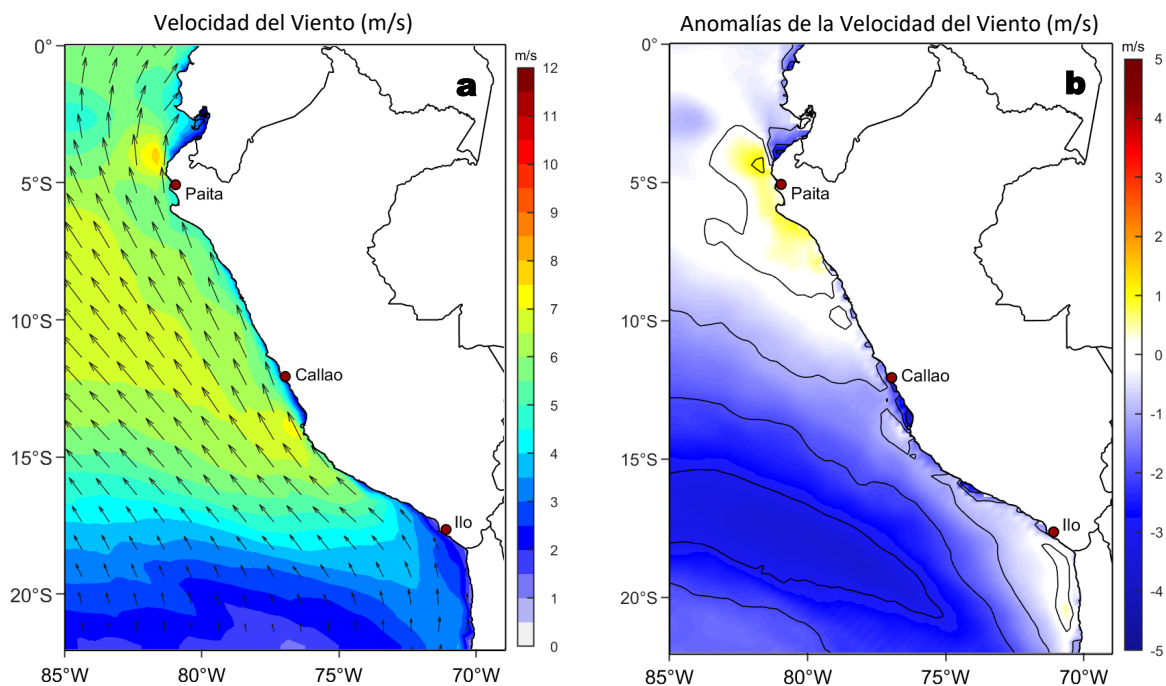 Velocidad del Viento (m/s)
0°
5°S
10°S
15°S
20°S
85°W
80°W
75°W
70°W
a
Paita
Callao
Ilo
m/s
12
11
10
9
8
7
6
5
4
3
2
1
0
Anomalías de la Velocidad del Viento (m/s)
0°
5°S
10°S
15°S
20°S
85°W
80°W
75°W
70°W
b
Paita
Callao
Ilo
m/s
5
4
3
2
1
0
-1
-2
-3
-4
-5